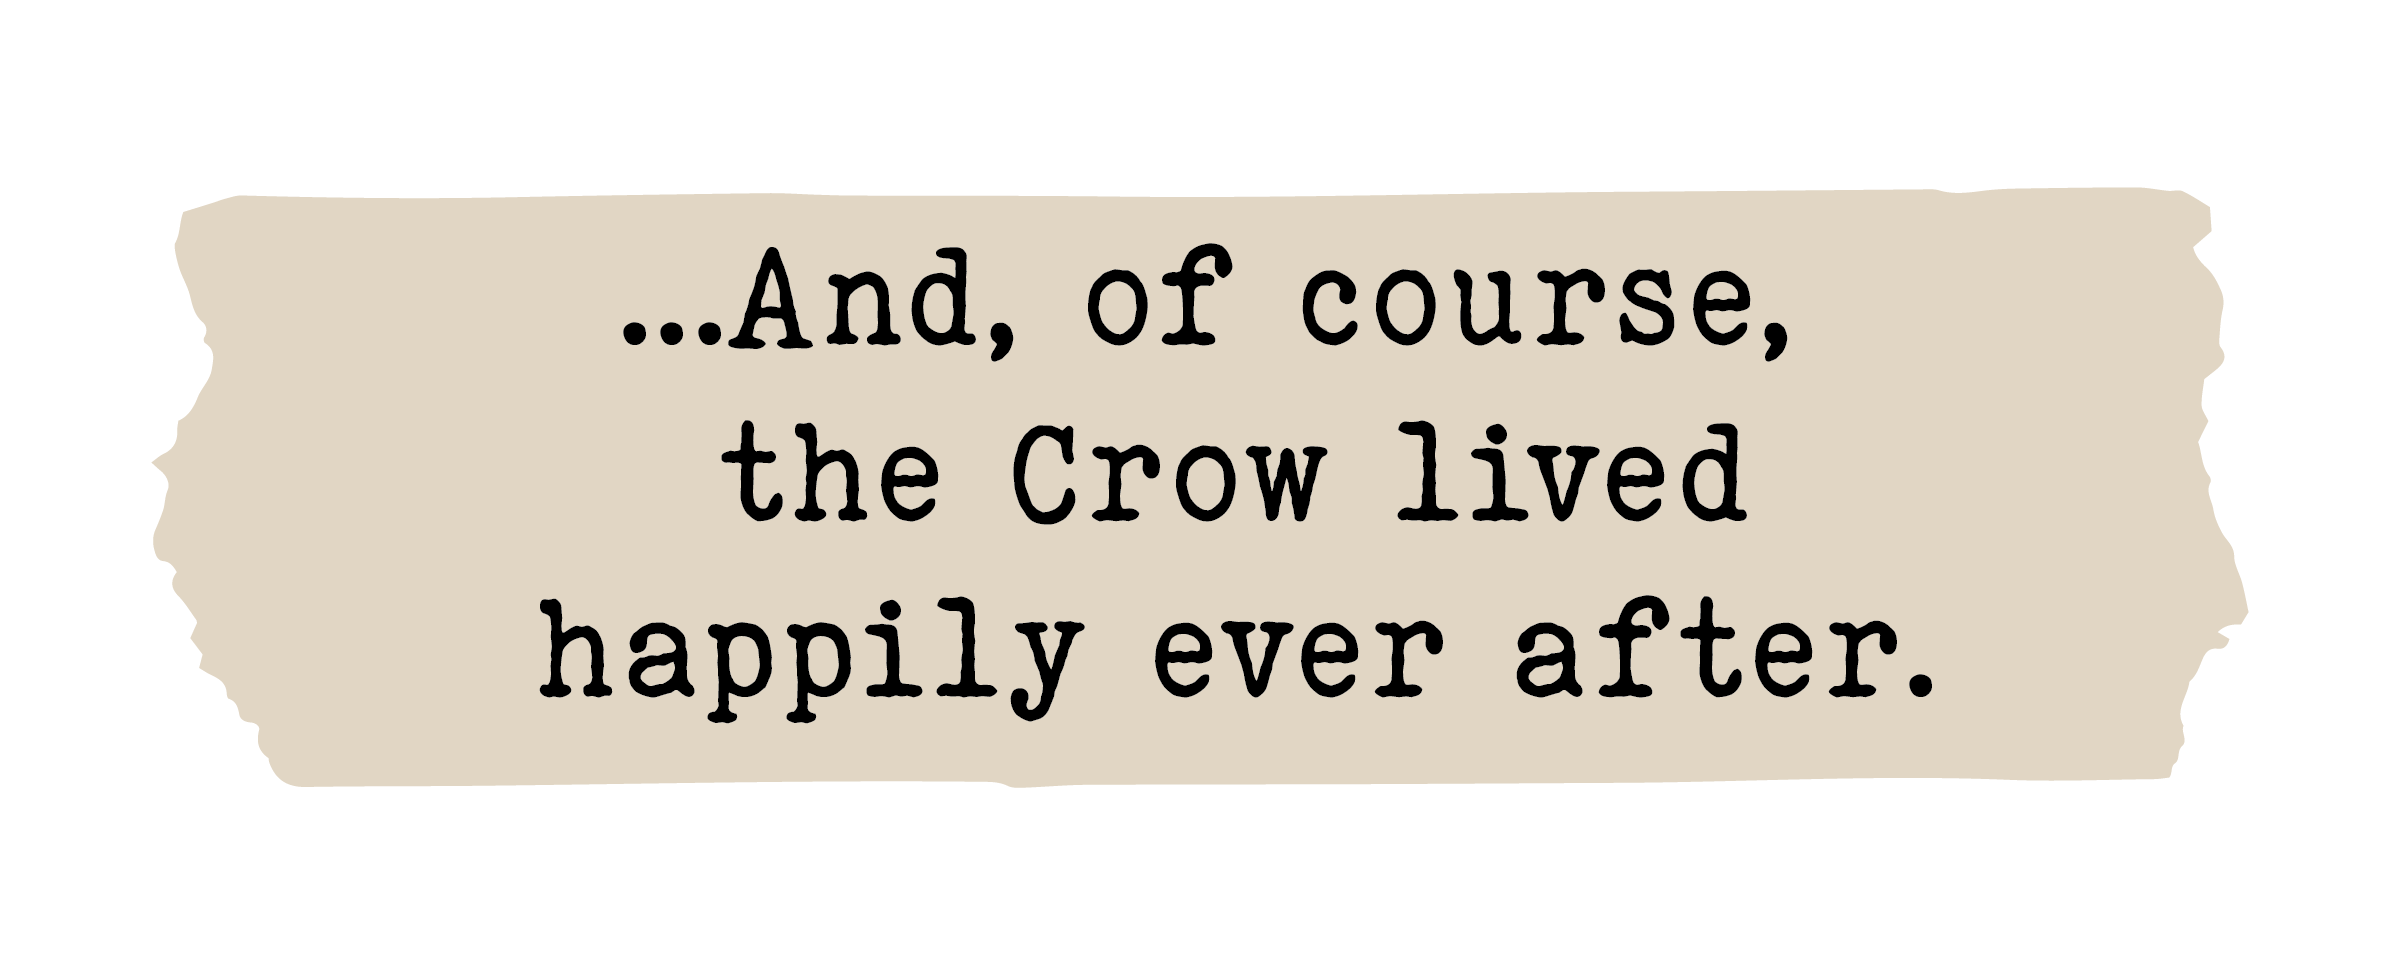 ...And, of course,
the Crow lived
happily ever after.